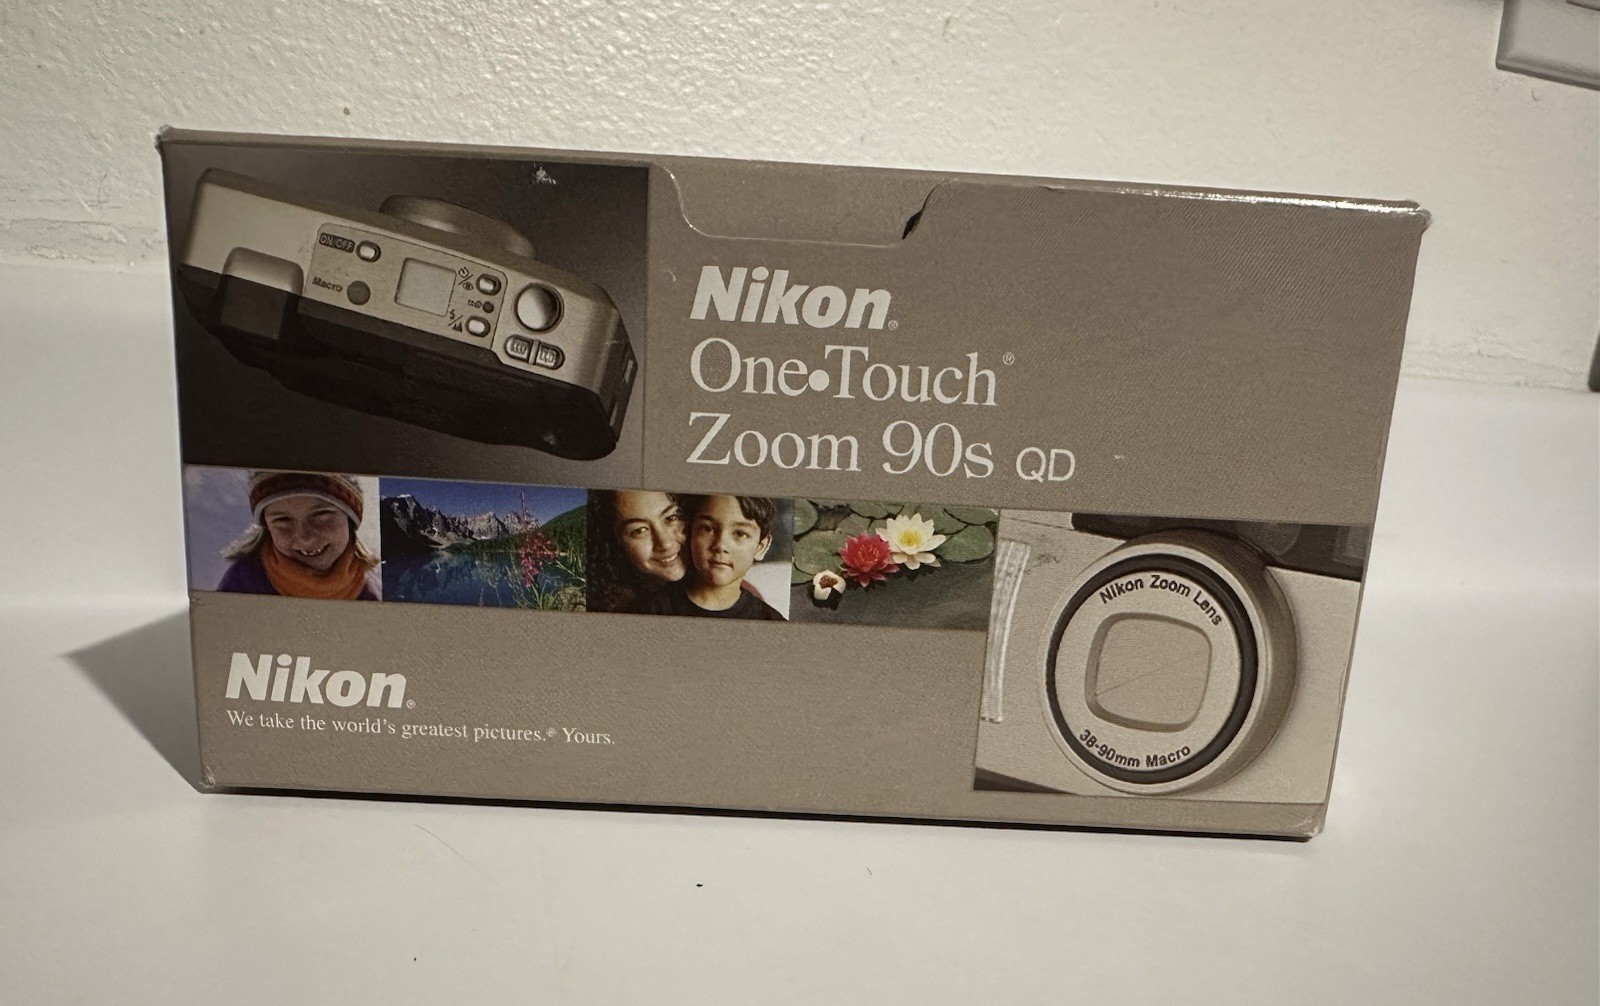 ON/OFF
Macro
Nikon®
One•Touch®
Zoom 90s QD
Nikon Zoom Lens
38-90mm Macro
Nikon®
We take the world's greatest pictures.® Yours.